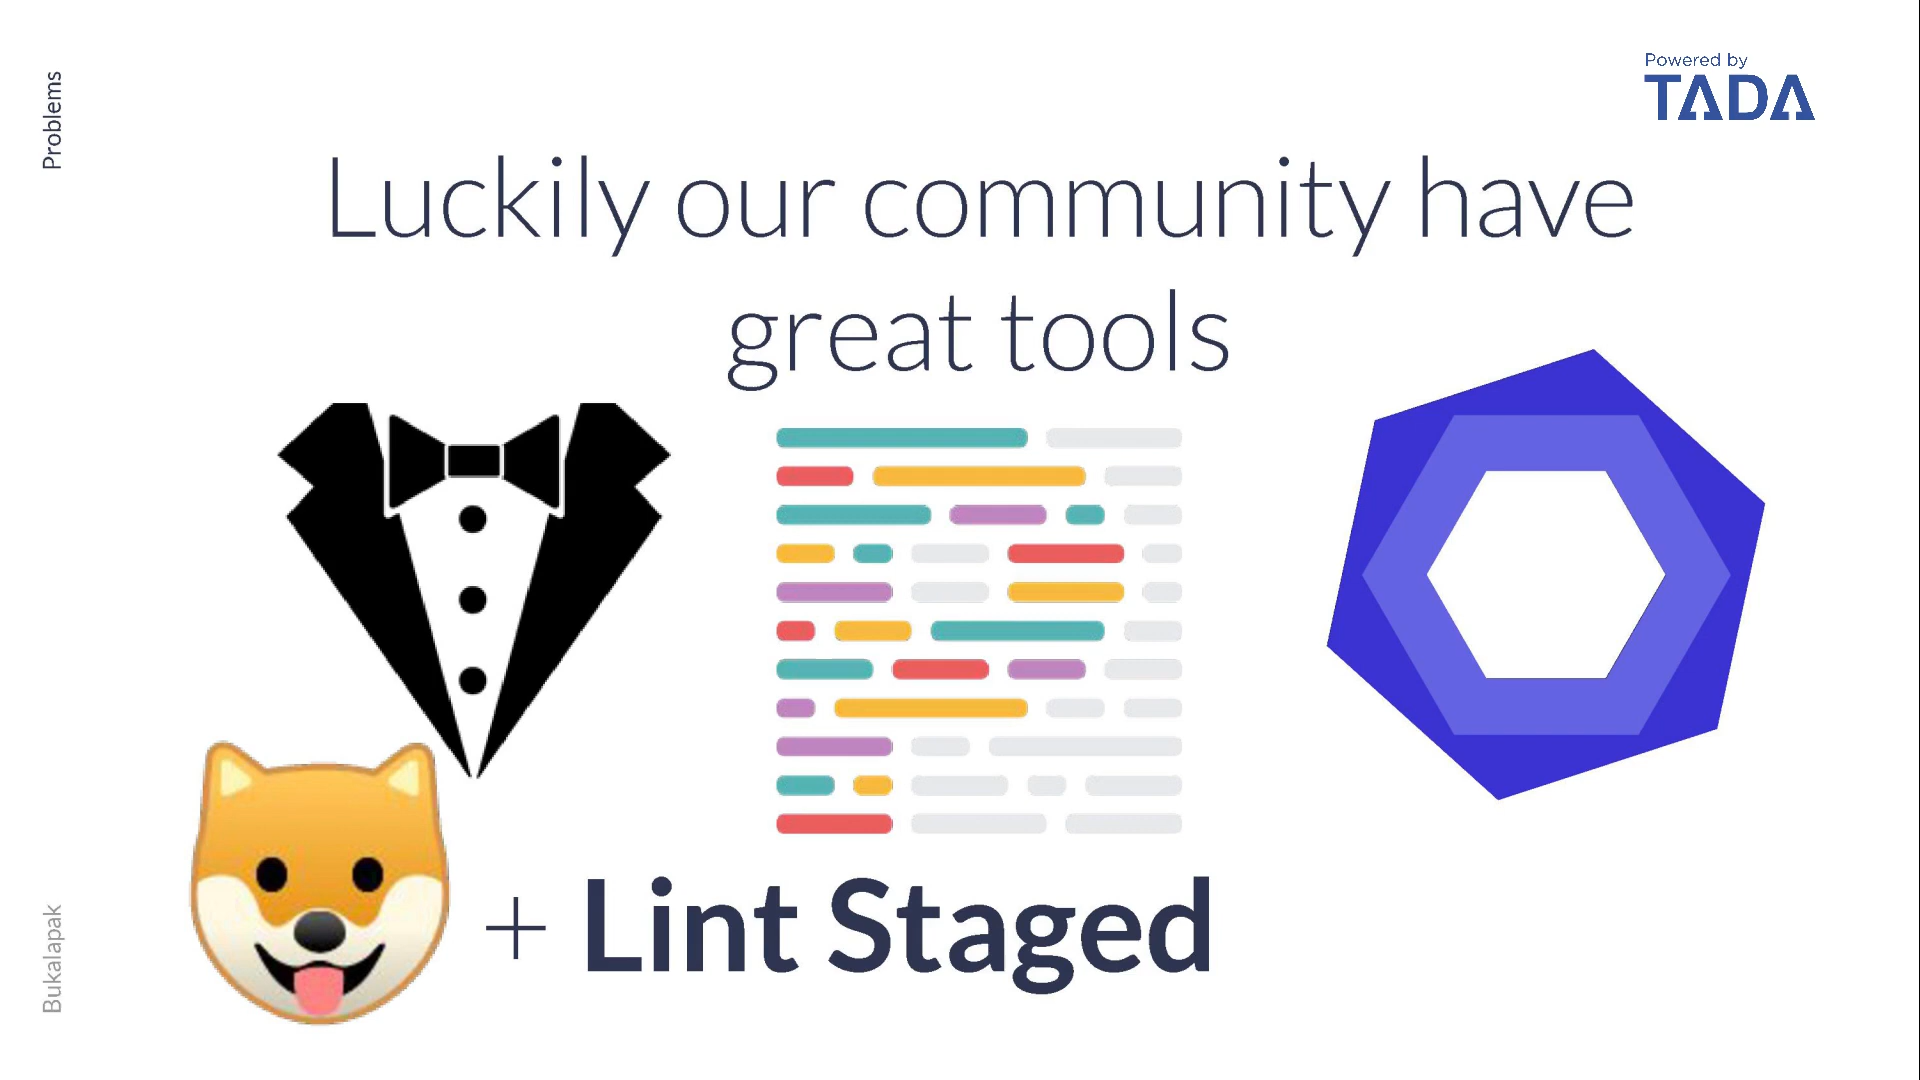 Problems
Powered by
TADA
Luckily our community have
great tools
+ Lint Staged
Bukalapak